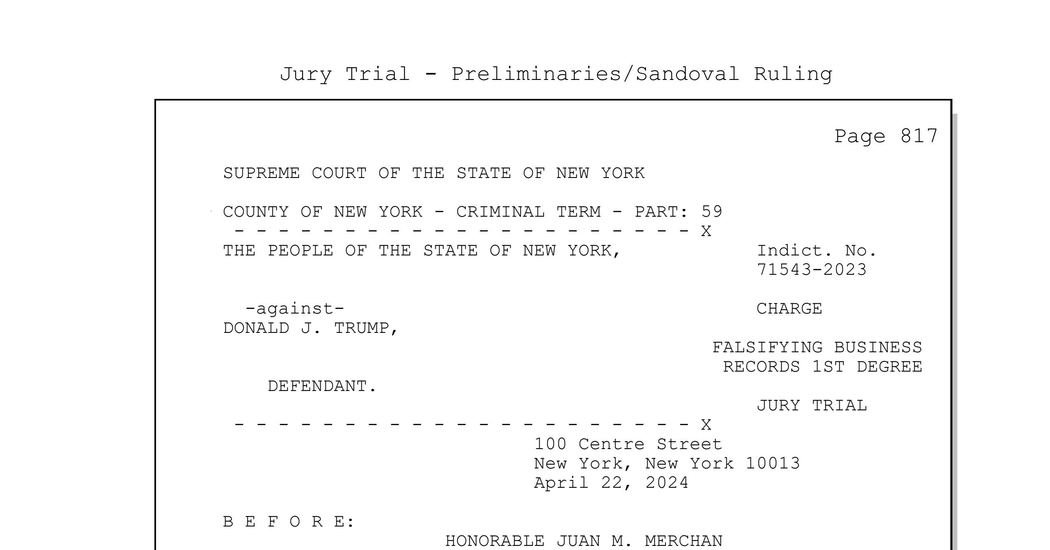 Jury Trial - Preliminaries/Sandoval Ruling
Page 817
SUPREME COURT OF THE STATE OF NEW YORK
COUNTY OF NEW YORK - CRIMINAL TERM - PART: 59
- - - - - - - - - - - - - - - - - - - - - X
THE PEOPLE OF THE STATE OF NEW YORK, Indict. No.
71543-2023
-against- CHARGE
DONALD J. TRUMP,
FALSIFYING BUSINESS
RECORDS 1ST DEGREE
DEFENDANT.
JURY TRIAL
- - - - - - - - - - - - - - - - - - - - - X
100 Centre Street
New York, New York 10013
April 22, 2024
B E F O R E:
HONORABLE JUAN M. MERCHAN